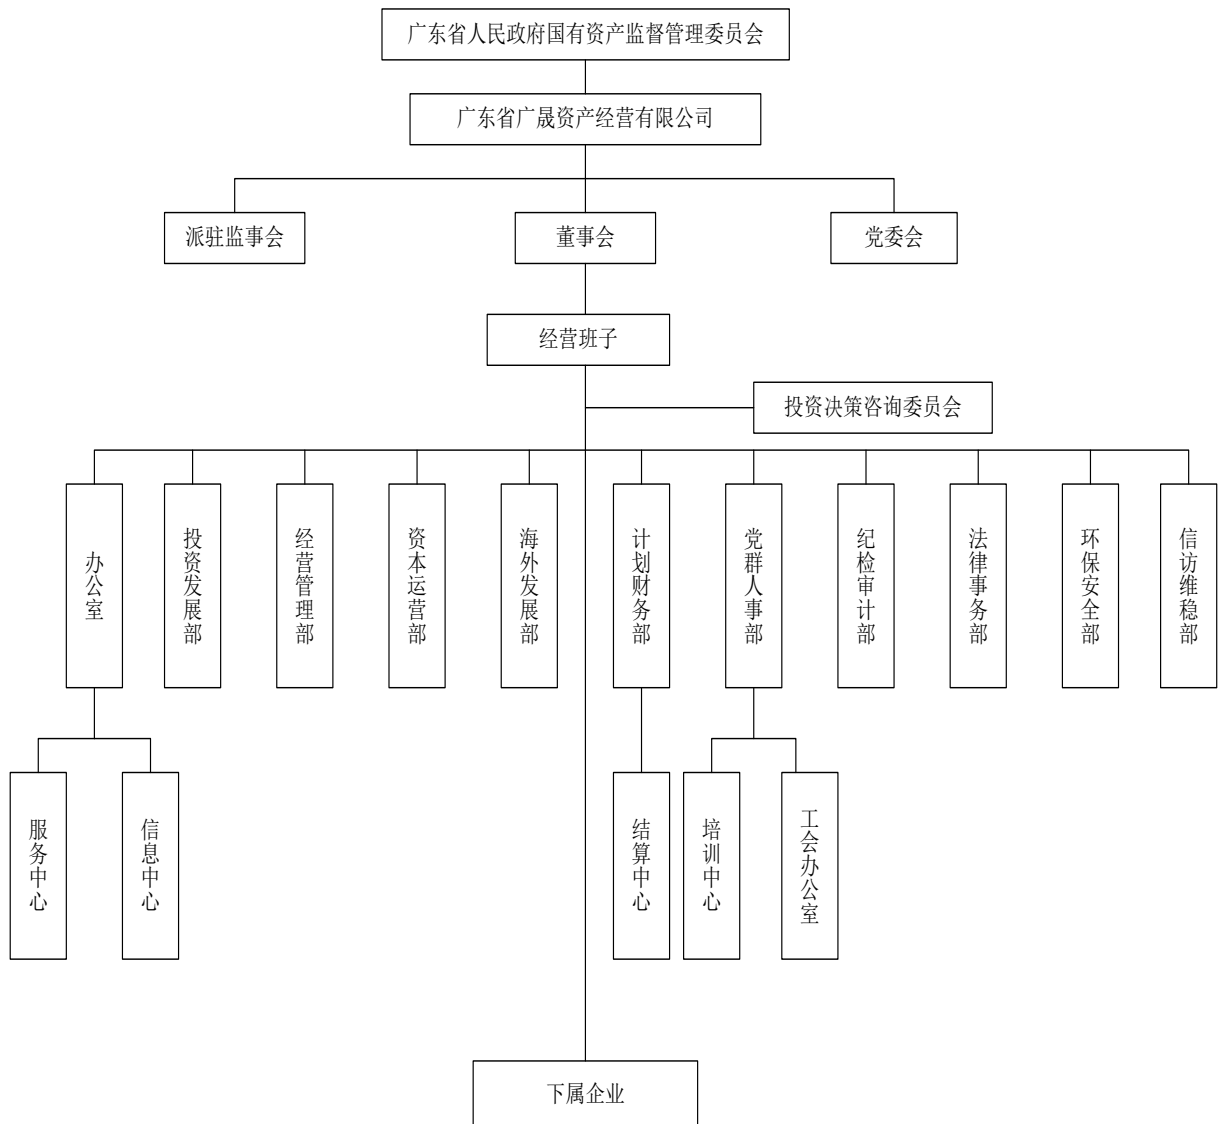 广东省人民政府国有资产监督管理委员会
广东省广晟资产经营有限公司
派驻监事会
董事会
党委会
经营班子
投资决策咨询委员会
办公室
投资发展部
经营管理部
资本运营部
海外发展部
计划财务部
党群人事部
纪检审计部
法律事务部
环保安全部
信访维稳部
服务中心
信息中心
结算中心
培训中心
工会办公室
下属企业